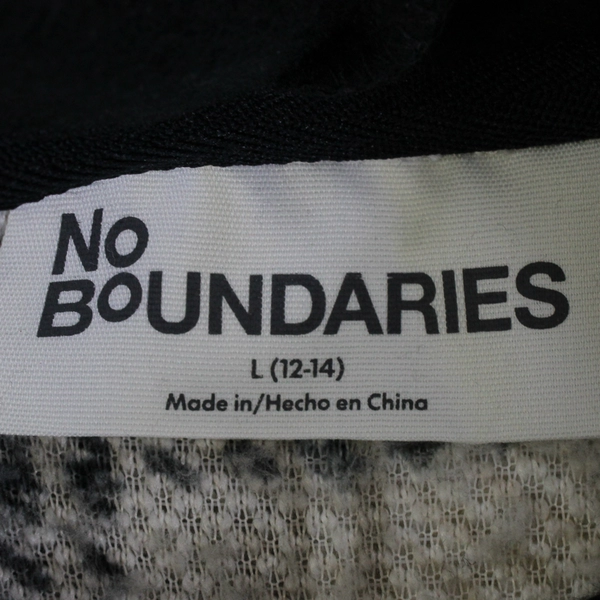 No
BoUNDARIES
L (12-14)
Made in/Hecho en China